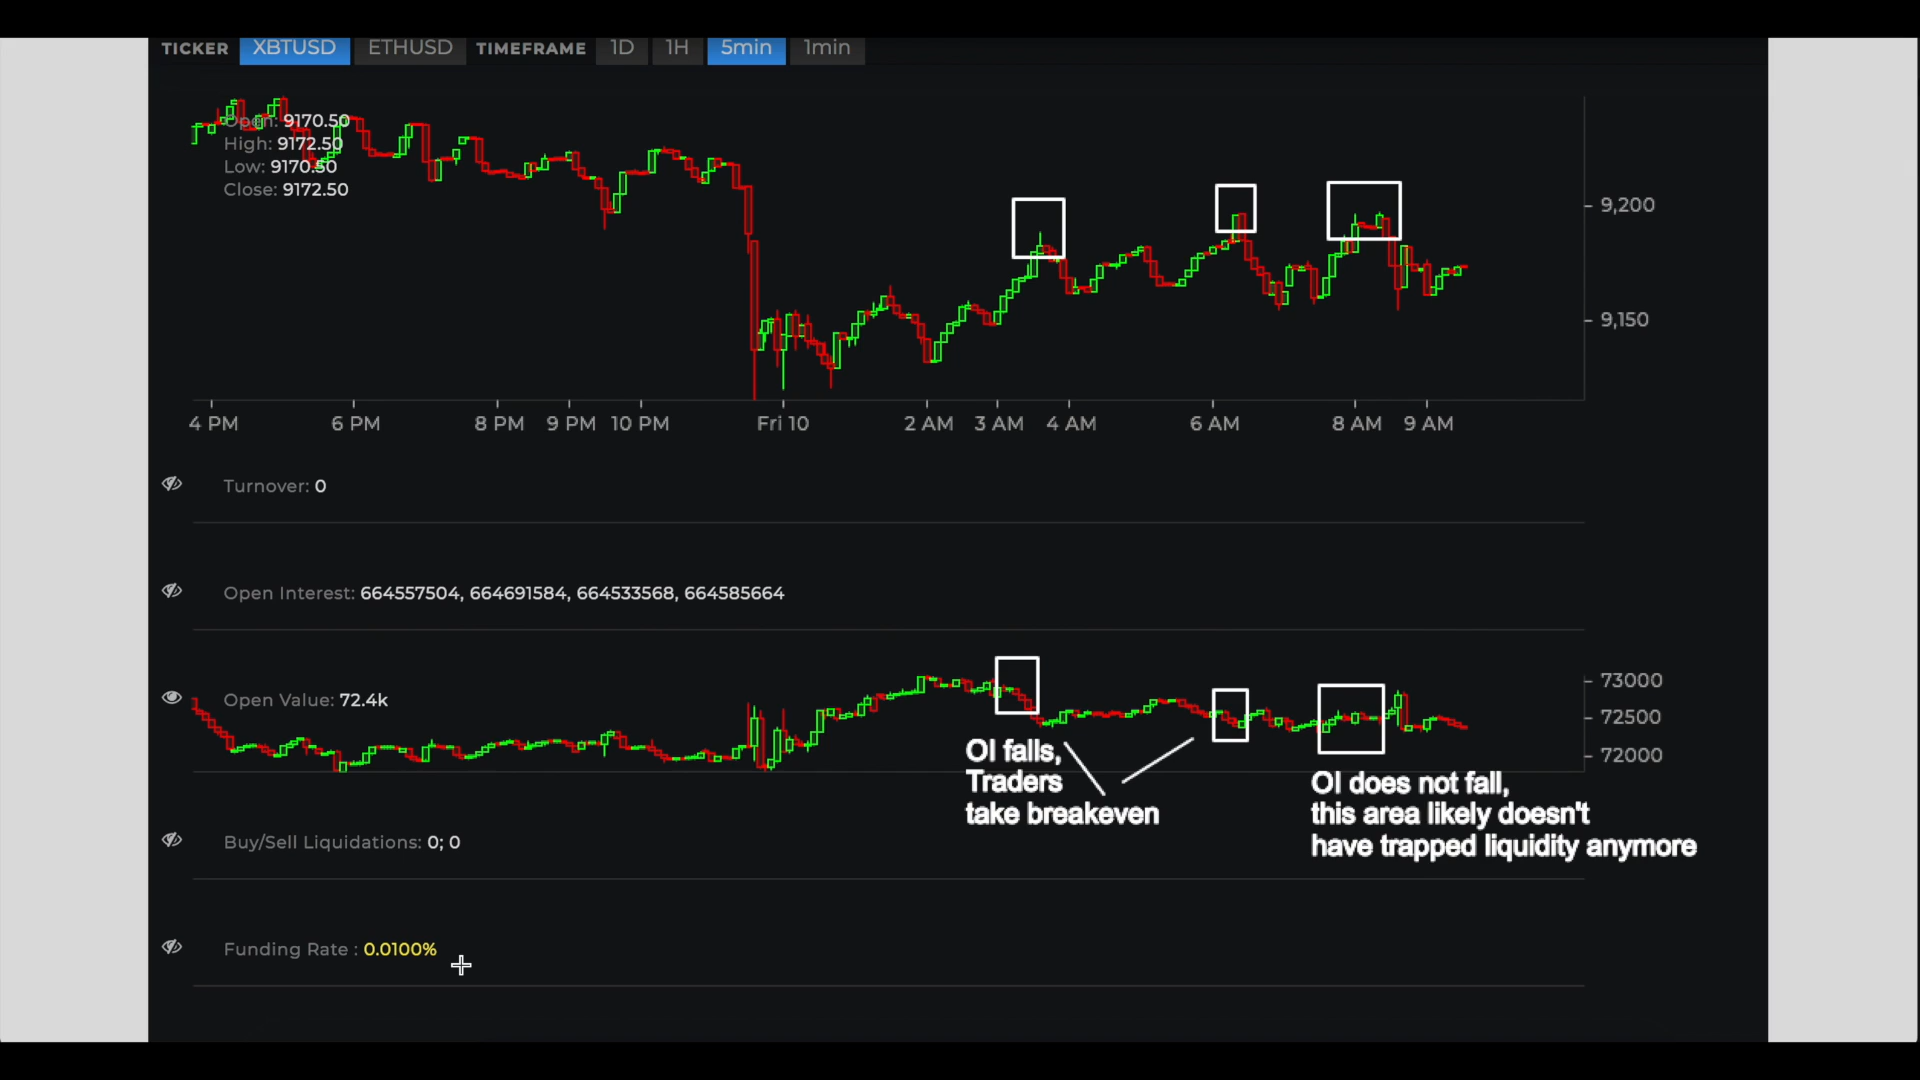 TICKER XBTUSD ETHUSD TIMEFRAME 1D 1H 5min 1min
Open: 9170.50
High: 9172.50
Low: 9170.50
Close: 9172.50
9,200
9,150
4 PM 6 PM 8 PM 9 PM 10 PM Fri 10 2 AM 3 AM 4 AM 6 AM 8 AM 9 AM
Turnover: 0
Open Interest: 664557504, 664691584, 664533568, 664585664
Open Value: 72.4k
73000
72500
72000
OI falls,
Traders
take breakeven
OI does not fall,
this area likely doesn't
have trapped liquidity anymore
Buy/Sell Liquidations: 0; 0
Funding Rate : 0.0100%